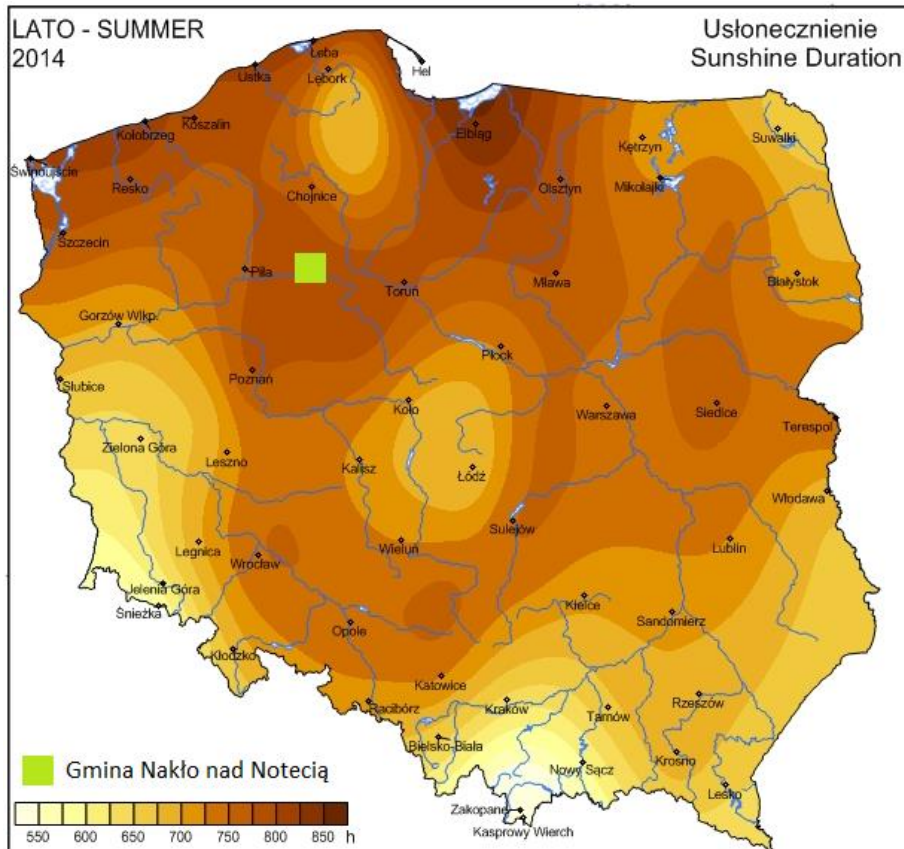 LATO - SUMMER
2014
Usłonecznienie
Sunshine Duration
Łeba
Hel
Ustka
Lębork
Koszalin
Kołobrzeg
Elbląg
Suwałki
Kętrzyn
Świnoujście
Resko
Chojnice
Olsztyn
Mikołajki
Szczecin
Piła
Toruń
Mława
Białystok
Gorzów Wlkp.
Płock
Słubice
Poznań
Koło
Warszawa
Siedlce
Terespol
Zielona Góra
Leszno
Kalisz
Łódź
Włodawa
Sulejów
Legnica
Wrocław
Wieluń
Lublin
Jelenia Góra
Śnieżka
Kielce
Sandomierz
Opole
Kłodzko
Katowice
Racibórz
Kraków
Tarnów
Rzeszów
Bielsko-Biała
Nowy Sącz
Krosno
Lesko
Gmina Nakło nad Notecią
Zakopane
Kasprowy Wierch
550 600 650 700 750 800 850 h